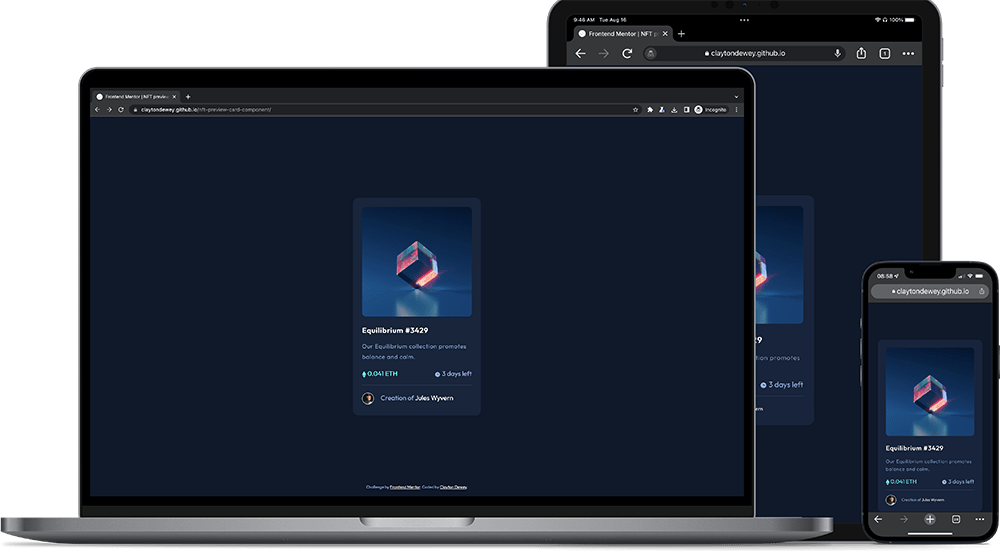 Frontend Mentor | NFT preview
claytondewey.github.io/nft-preview-card-component/
Incognito
Equilibrium #3429
Our Equilibrium collection promotes
balance and calm.
0.041 ETH
3 days left
Creation of Jules Wyvern
Challenge by Frontend Mentor. Coded by Clayton Dewey.
9:46 AM Tue Aug 16
100%
Frontend Mentor | NFT p
claytondewey.github.io
1
29
tion promotes
3 days left
ern
08:58
claytondewey.github.io
Equilibrium #3429
Our Equilibrium collection promotes
balance and calm.
0.041 ETH
3 days left
Creation of Jules Wyvern